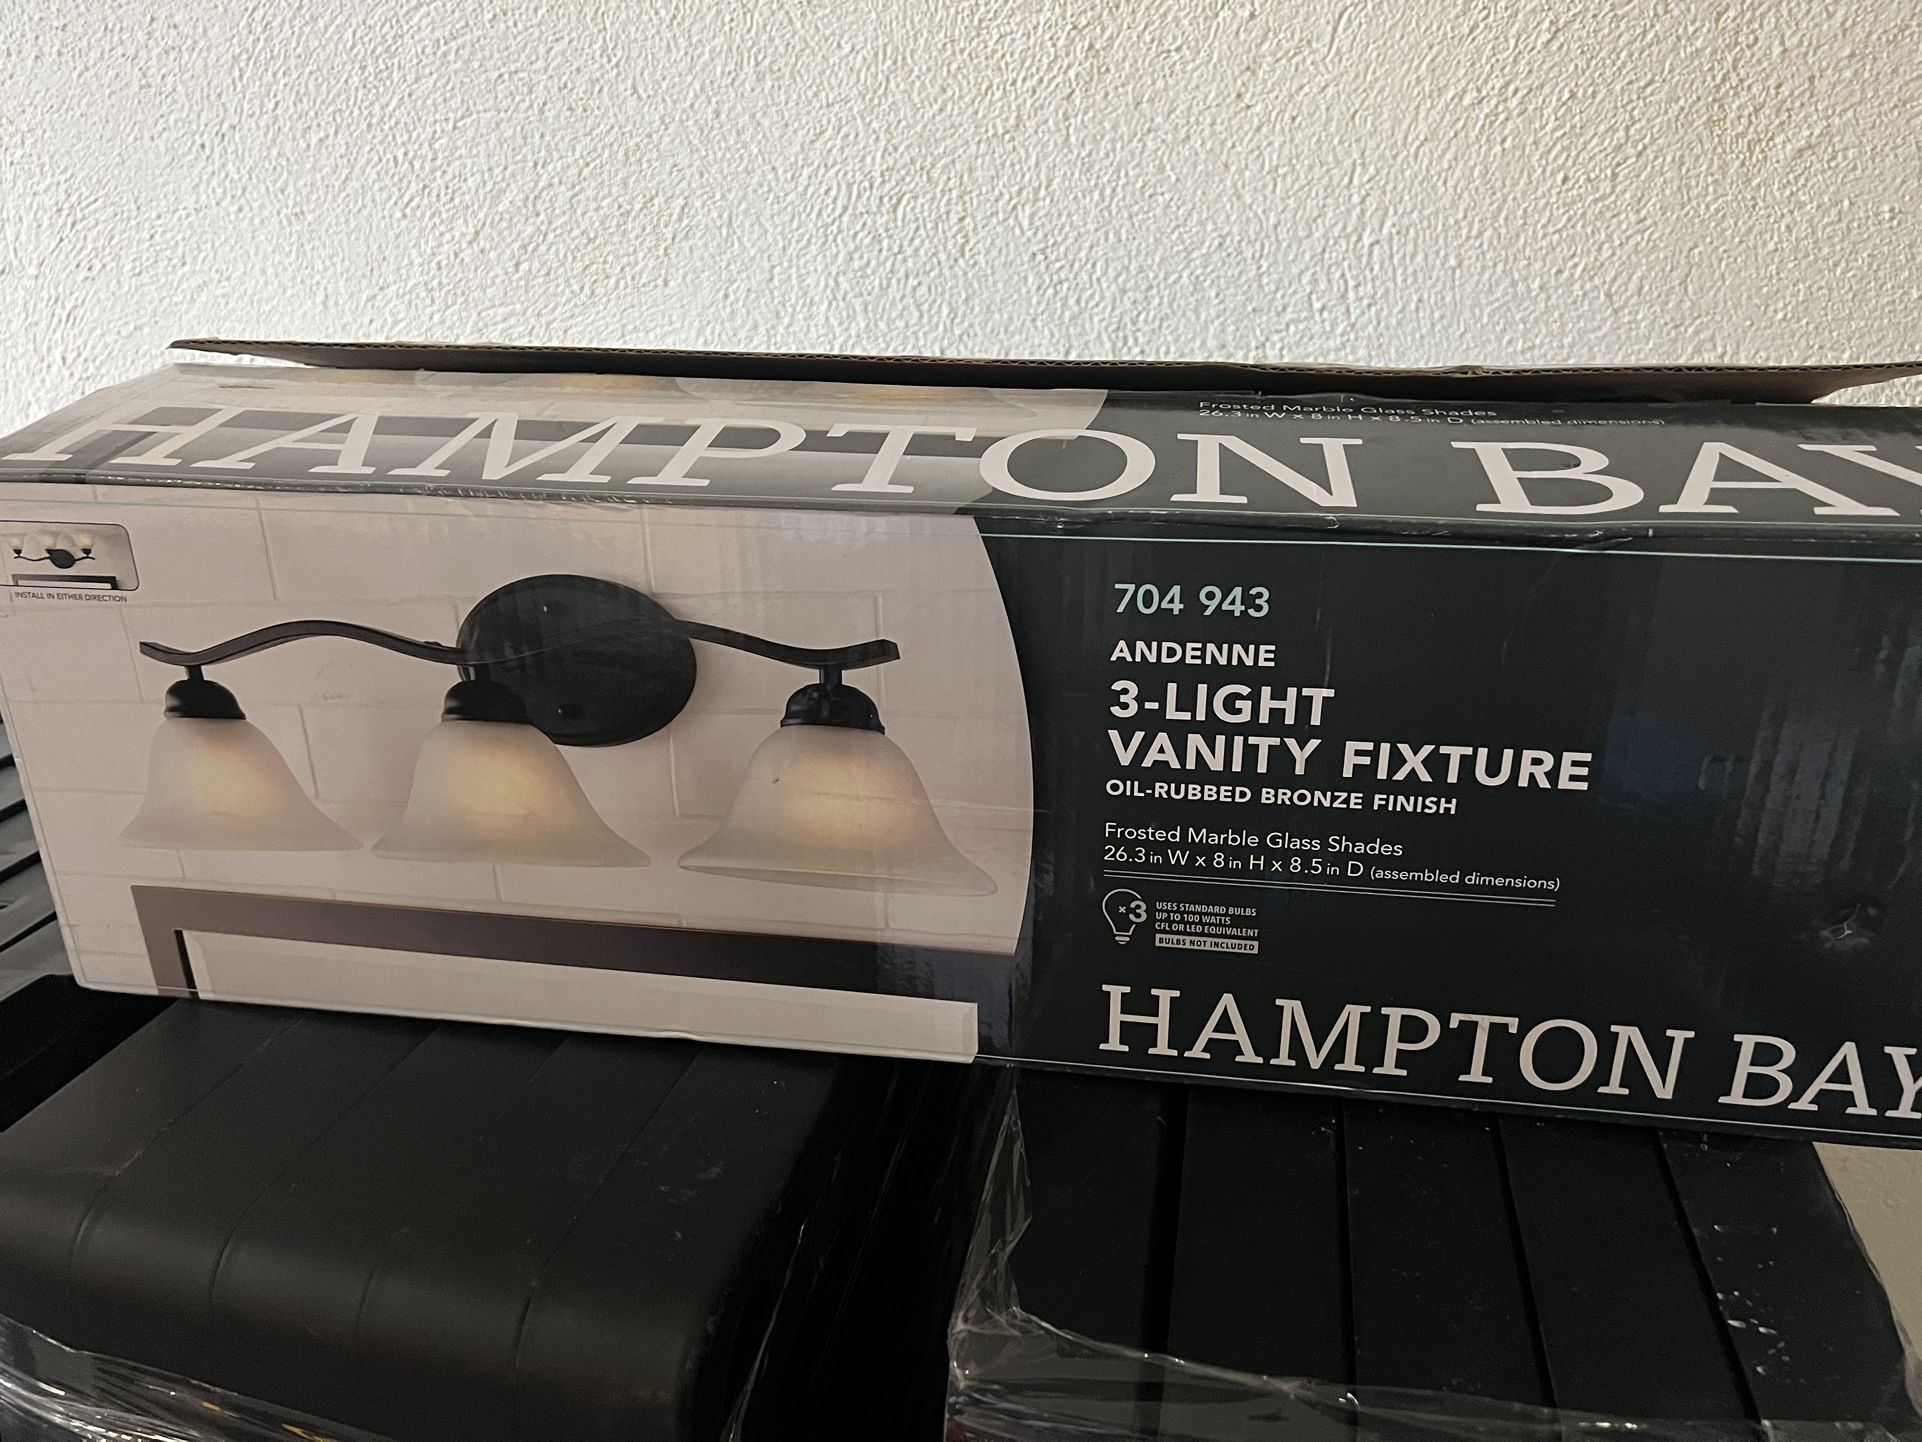 Frosted Marble Glass Shades
26.3 in W x 8 in H x 8.5 in D (assembled dimensions)
HAMPTON BAY
INSTALL IN EITHER DIRECTION
704 943
ANDENNE
3-LIGHT
VANITY FIXTURE
OIL-RUBBED BRONZE FINISH
Frosted Marble Glass Shades
26.3 in W x 8 in H x 8.5 in D (assembled dimensions)
×3
USES STANDARD BULBS
UP TO 100 WATTS
CFL OR LED EQUIVALENT
BULBS NOT INCLUDED
HAMPTON BAY